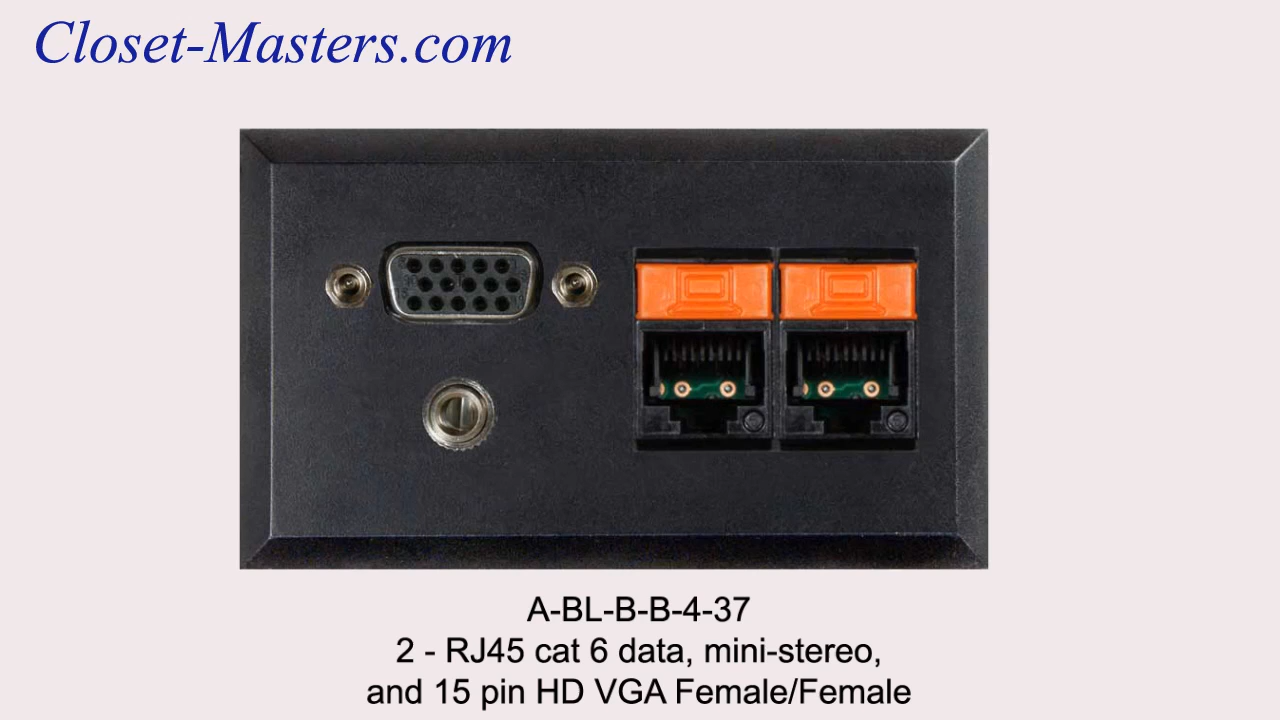 Closet-Masters.com
A-BL-B-B-4-37
2 - RJ45 cat 6 data, mini-stereo,
and 15 pin HD VGA Female/Female